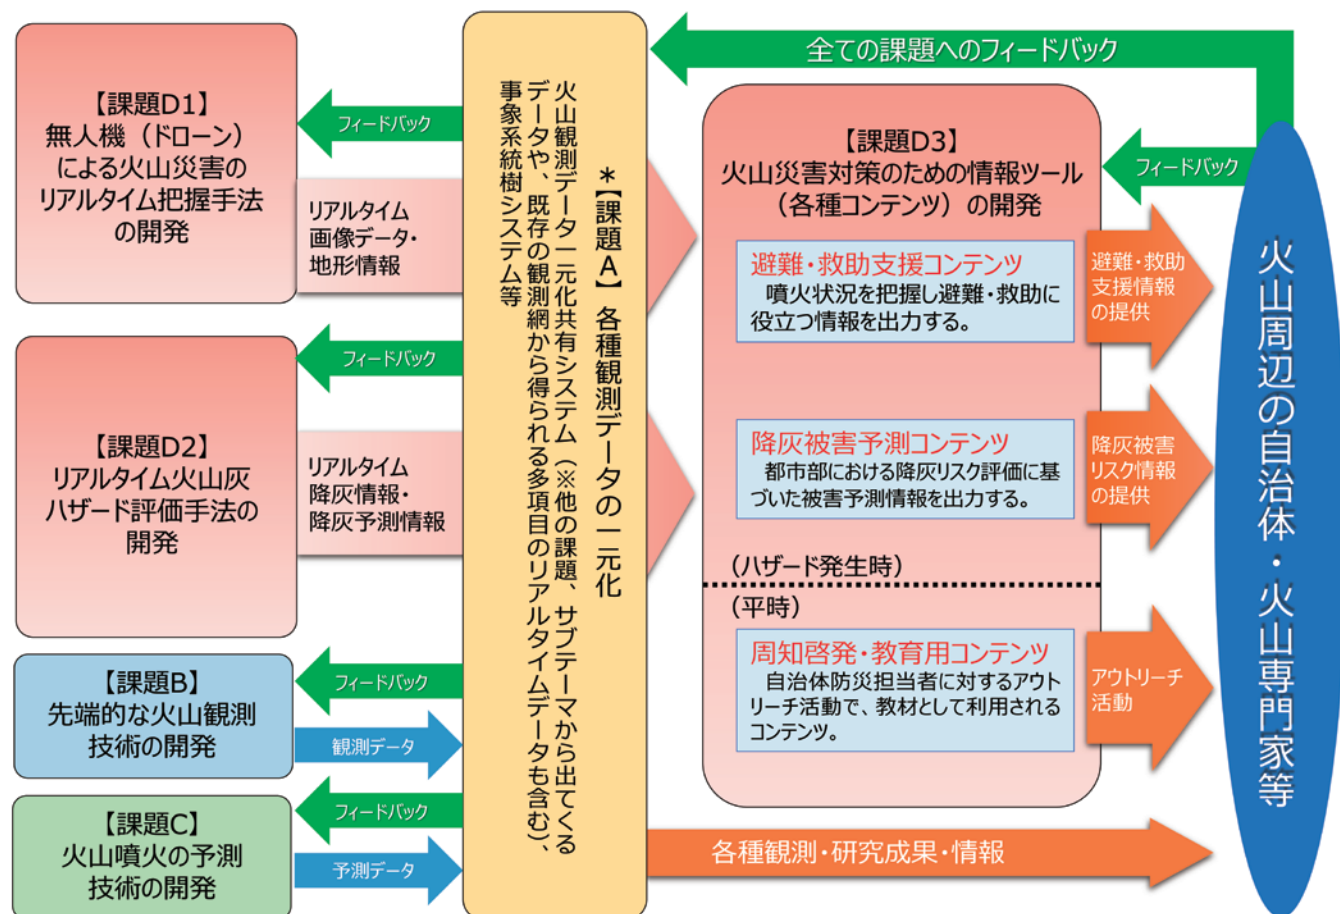 【課題D1】
無人機（ドローン）
による火山災害の
リアルタイム把握手法
の開発
フィードバック
リアルタイム
画像データ・
地形情報
【課題D2】
リアルタイム火山灰
ハザード評価手法の
開発
フィードバック
リアルタイム
降灰情報・
降灰予測情報
【課題B】
先端的な火山観測
技術の開発
フィードバック
観測データ
【課題C】
火山噴火の予測
技術の開発
フィードバック
予測データ
＊【課題A】各種観測データの一元化
火山観測データ一元化共有システム（※他の課題、サブテーマから出てくる
データや、既存の観測網から得られる多項目のリアルタイムデータも含む）、
事象系統樹システム等
全ての課題へのフィードバック
【課題D3】
火山災害対策のための情報ツール
（各種コンテンツ）の開発
フィードバック
避難・救助支援コンテンツ
噴火状況を把握し避難・救助に
役立つ情報を出力する。
避難・救助
支援情報
の提供
降灰被害予測コンテンツ
都市部における降灰リスク評価に基
づいた被害予測情報を出力する。
降灰被害
リスク情報
の提供
（ハザード発生時）
（平時）
周知啓発・教育用コンテンツ
自治体防災担当者に対するアウト
リーチ活動で、教材として利用される
コンテンツ。
アウトリーチ
活動
各種観測・研究成果・情報
火山周辺の自治体・火山専門家等